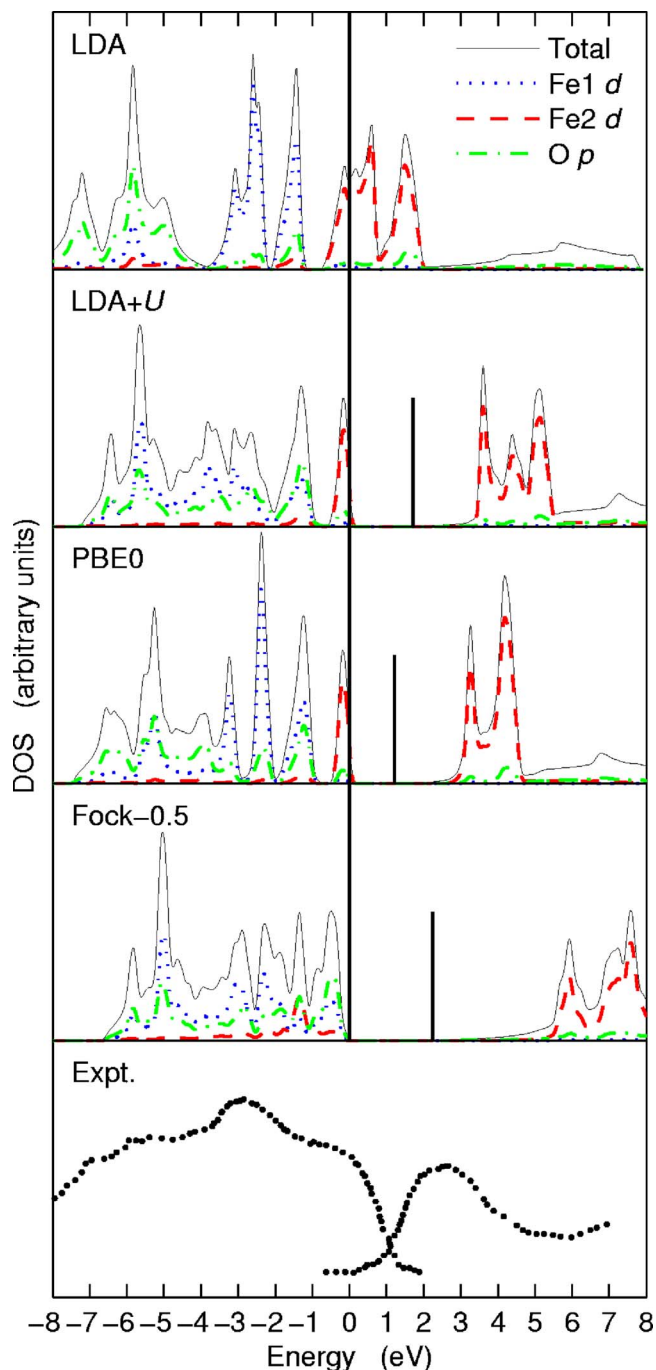 LDA
Total
Fe1 d
Fe2 d
O p
LDA+U
PBE0
DOS (arbitrary units)
Fock−0.5
Expt.
−8 −7 −6 −5 −4 −3 −2 −1 0 1 2 3 4 5 6 7 8
Energy (eV)